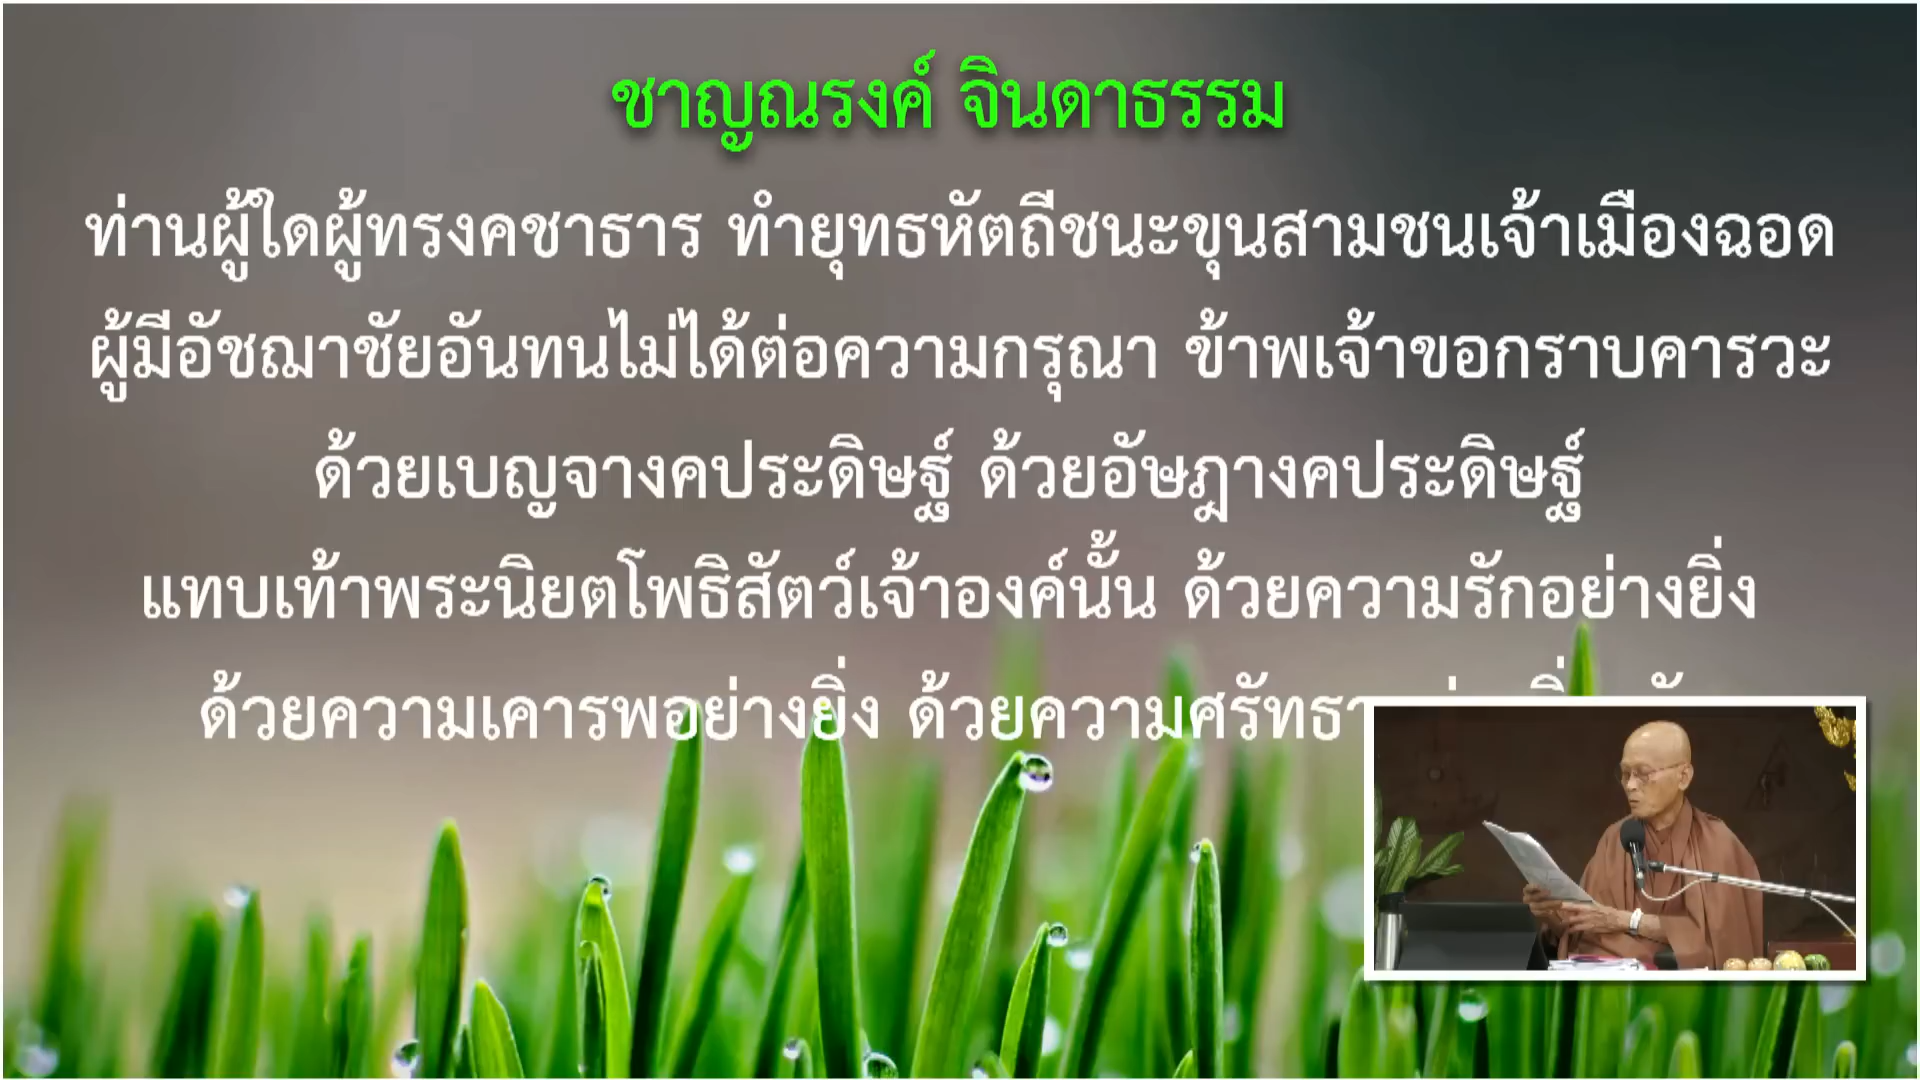 ชาญณรงค์ จินดาธรรม
ท่านผู้ใดผู้ทรงคชาธาร ทำยุทธหัตถีชนะขุนสามชนเจ้าเมืองฉอด
ผู้มีอัชฌาชัยอันทนไม่ได้ต่อความกรุณา ข้าพเจ้าขอกราบคารวะ
ด้วยเบญจางคประดิษฐ์ ด้วยอัษฎางคประดิษฐ์
แทบเท้าพระนิยตโพธิสัตว์เจ้าองค์นั้น ด้วยความรักอย่างยิ่ง
ด้วยความเคารพอย่างยิ่ง ด้วยความศรัทธา